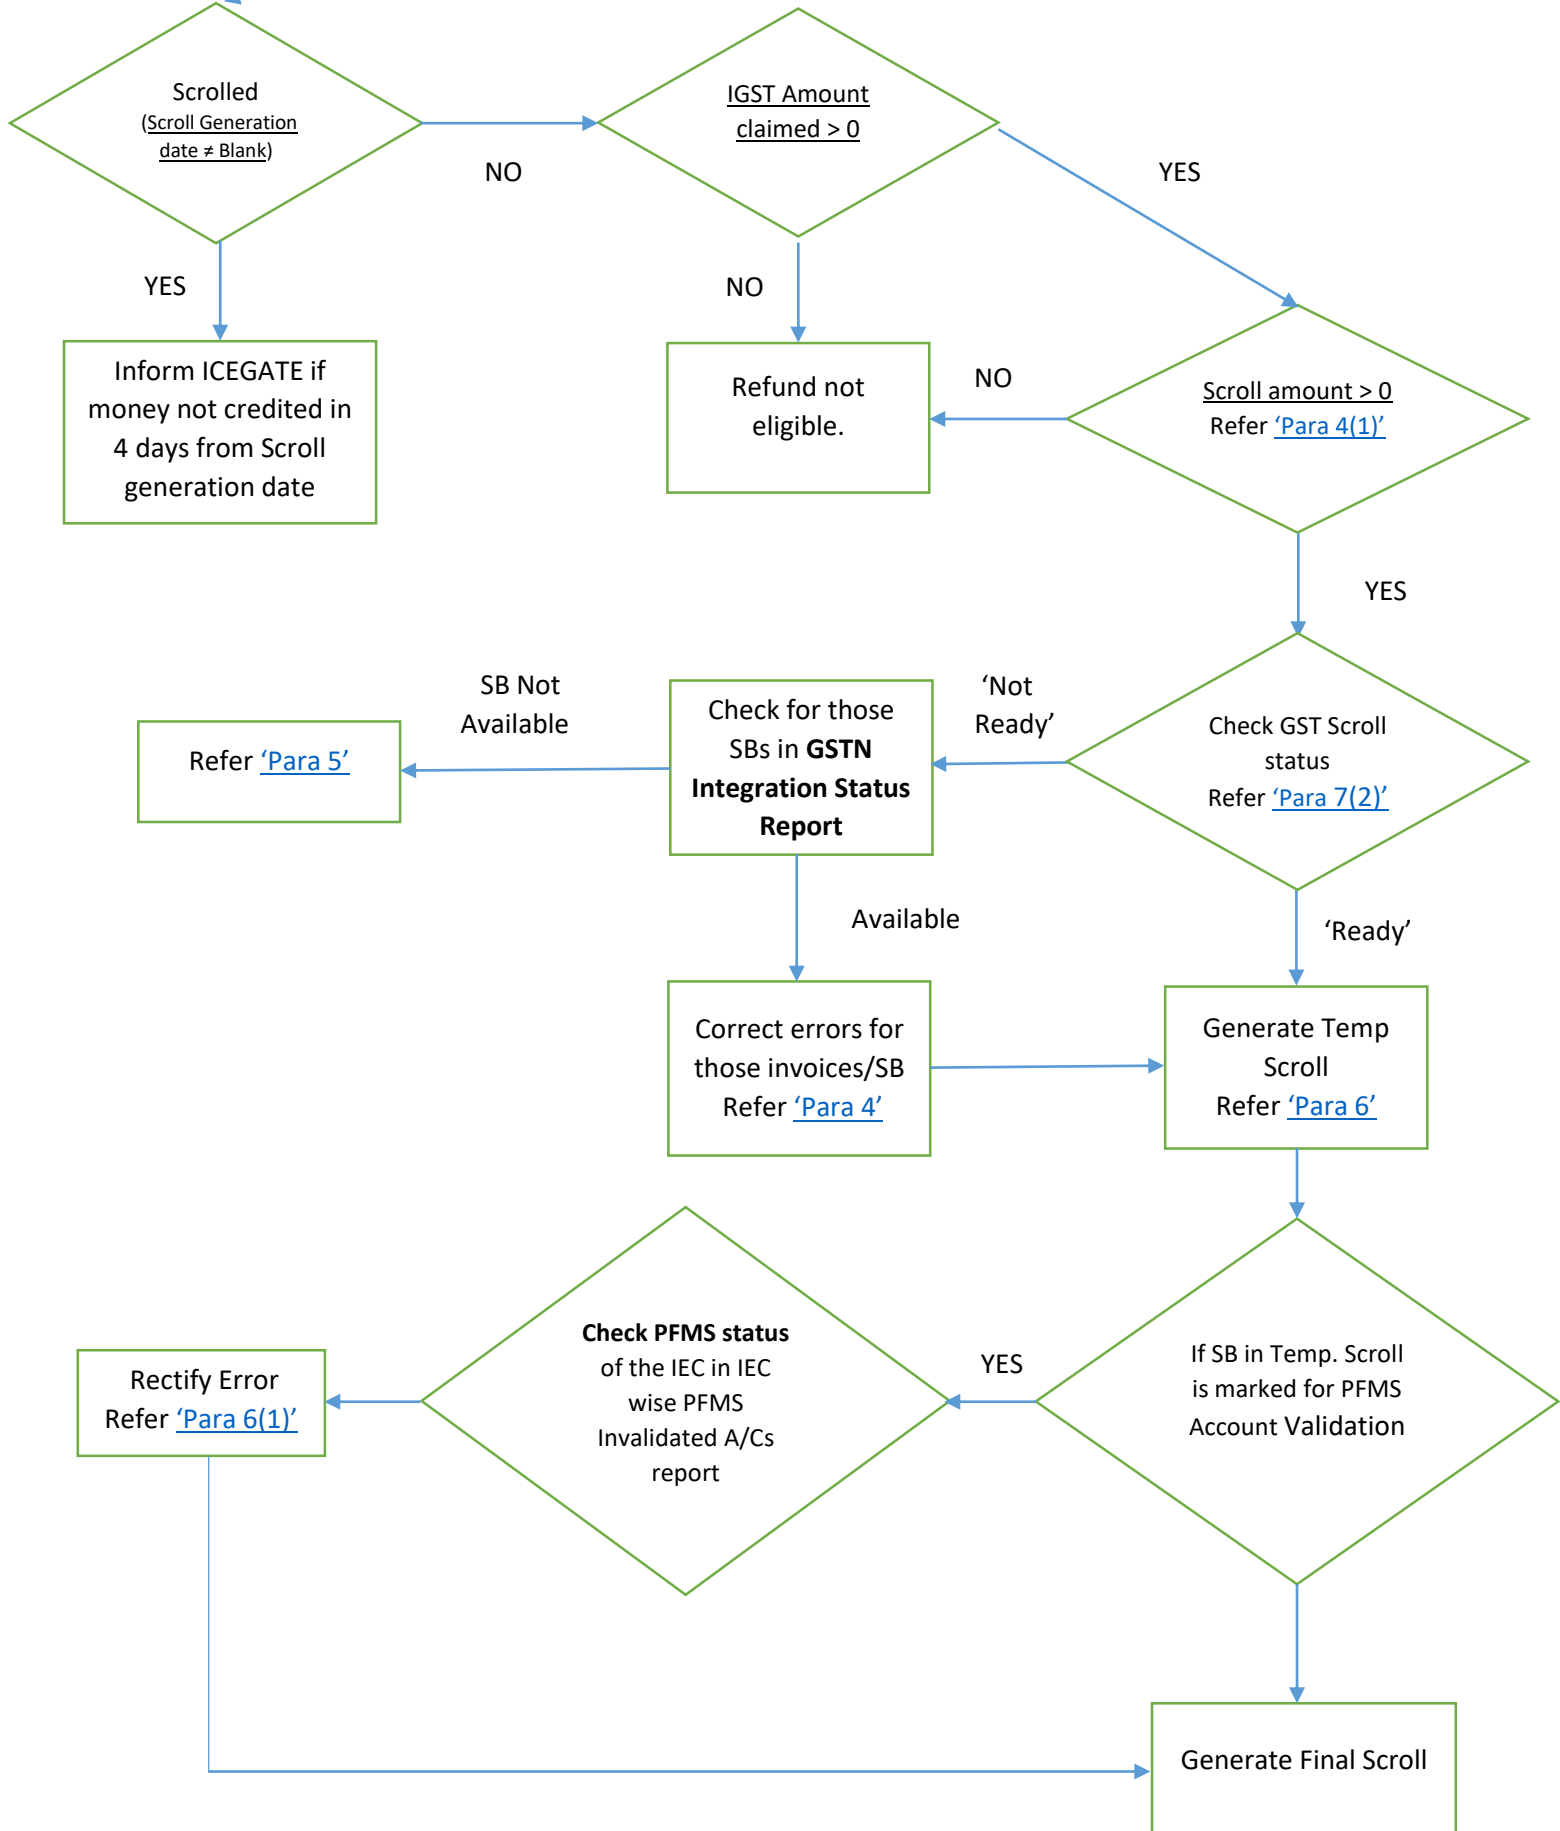 Scrolled
(Scroll Generation
date ≠ Blank)
NO
IGST Amount
claimed > 0
YES
YES
NO
Inform ICEGATE if
money not credited in
4 days from Scroll
generation date
Refund not
eligible.
NO
Scroll amount > 0
Refer ‘Para 4(1)’
YES
SB Not
Available
Refer ‘Para 5’
Check for those
SBs in GSTN
Integration Status
Report
‘Not
Ready’
Check GST Scroll
status
Refer ‘Para 7(2)’
Available
‘Ready’
Correct errors for
those invoices/SB
Refer ‘Para 4’
Generate Temp
Scroll
Refer ‘Para 6’
Rectify Error
Refer ‘Para 6(1)’
Check PFMS status
of the IEC in IEC
wise PFMS
Invalidated A/Cs
report
YES
If SB in Temp. Scroll
is marked for PFMS
Account Validation
Generate Final Scroll